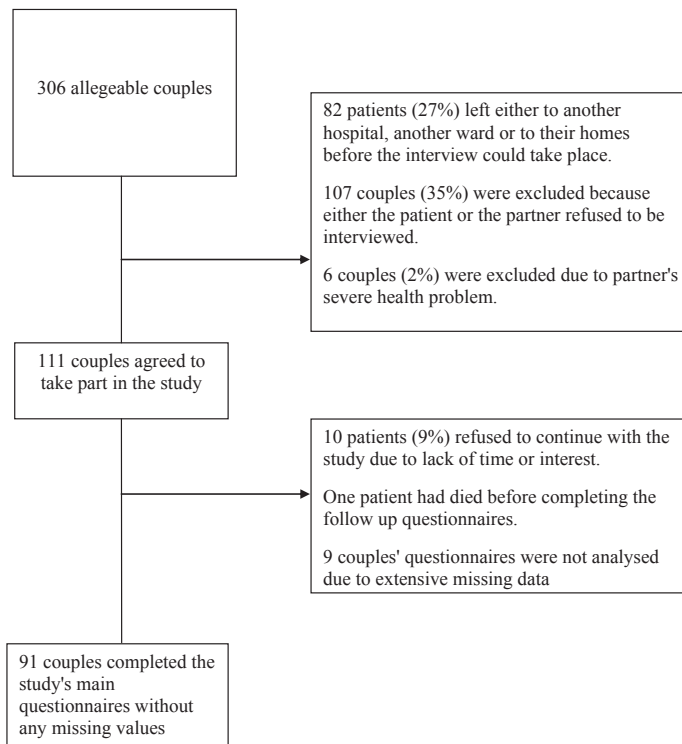 306 allegeable couples
82 patients (27%) left either to another
hospital, another ward or to their homes
before the interview could take place.
107 couples (35%) were excluded because
either the patient or the partner refused to be
interviewed.
6 couples (2%) were excluded due to partner's
severe health problem.
111 couples agreed to
take part in the study
10 patients (9%) refused to continue with the
study due to lack of time or interest.
One patient had died before completing the
follow up questionnaires.
9 couples' questionnaires were not analysed
due to extensive missing data
91 couples completed the
study's main
questionnaires without
any missing values